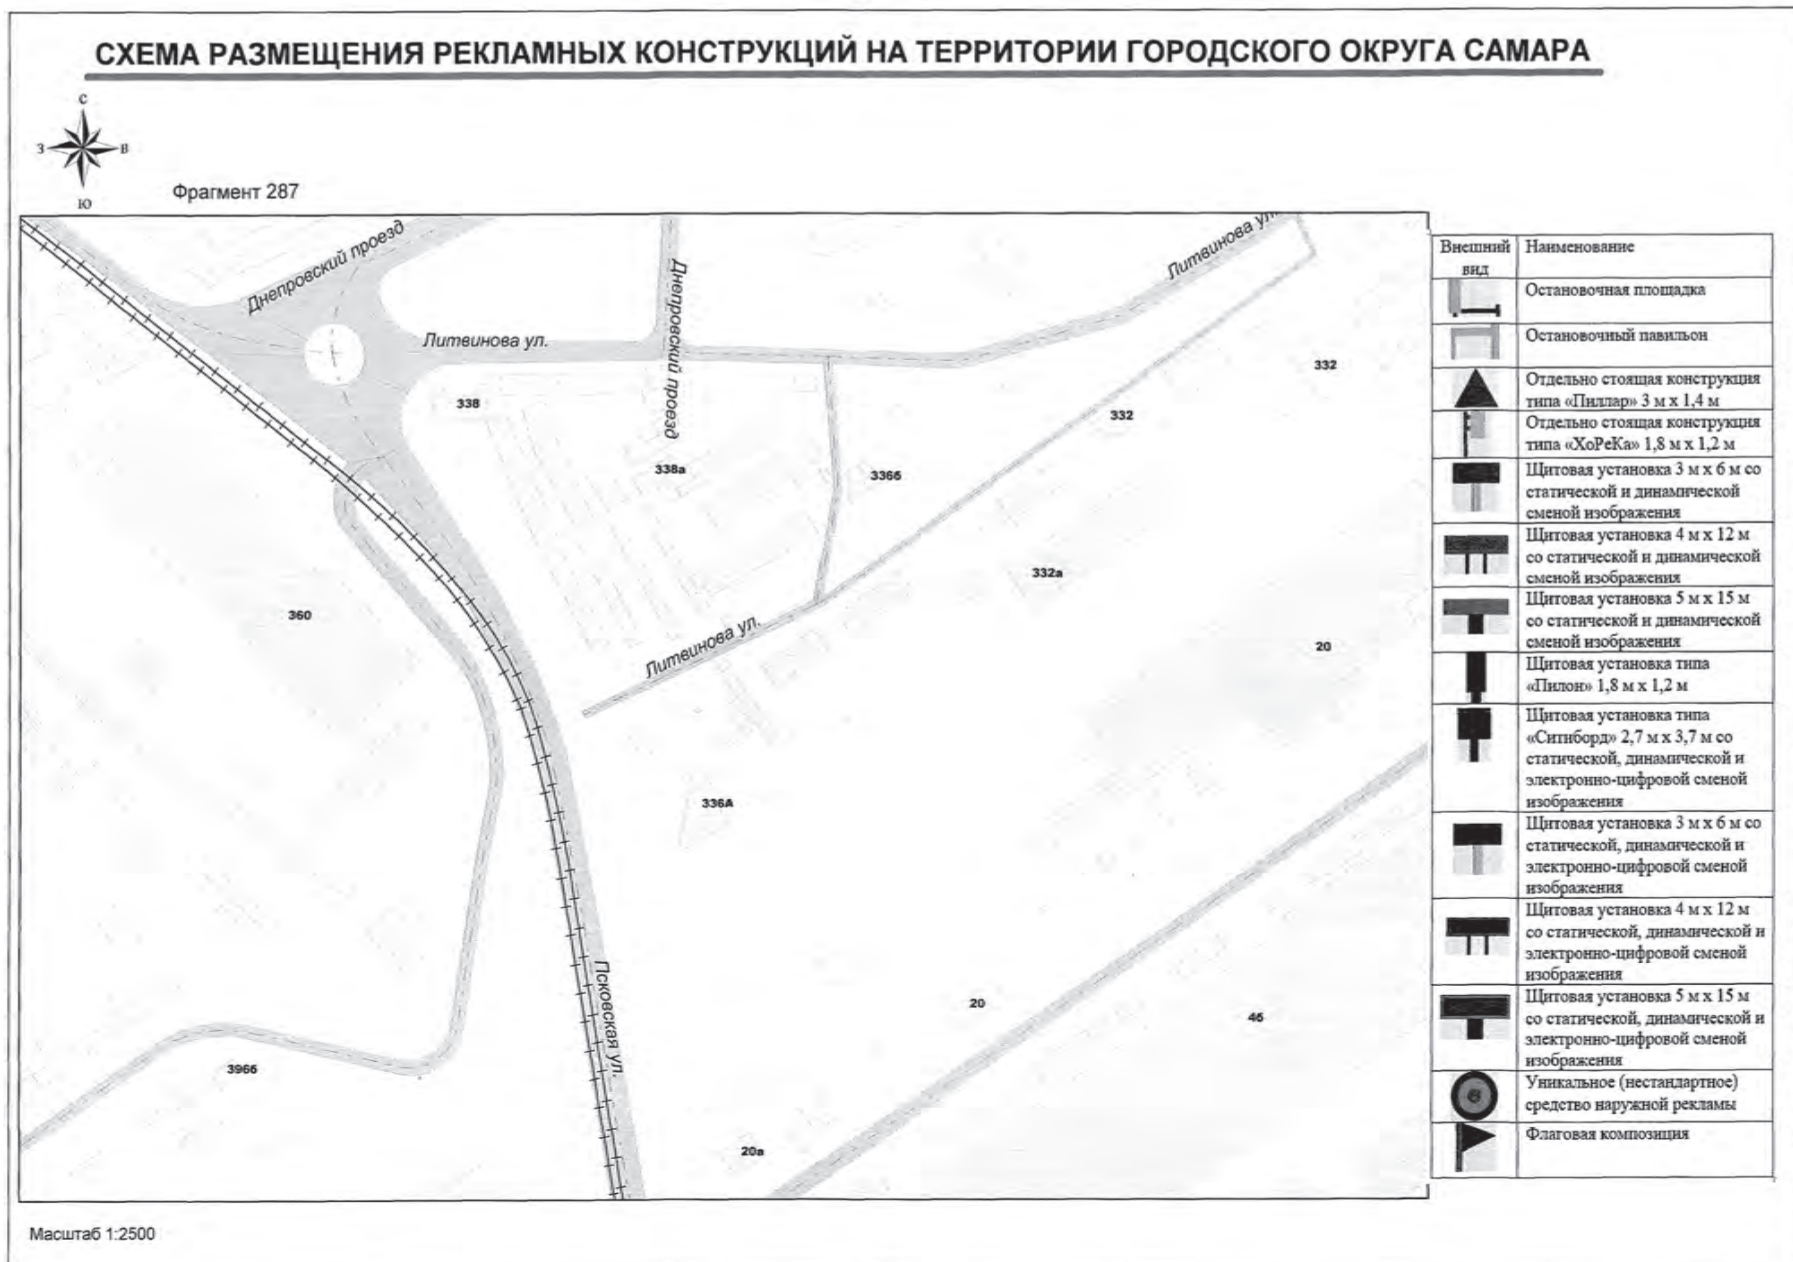 СХЕМА РАЗМЕЩЕНИЯ РЕКЛАМНЫХ КОНСТРУКЦИЙ НА ТЕРРИТОРИИ ГОРОДСКОГО ОКРУГА САМАРА
С
З В
Ю
Фрагмент 287
Днепровский проезд
Литвинова ул.
Днепровский проезд
Литвинова ул.
338
338а
336б
332
332
332а
360
Литвинова ул.
20
336А
Псковская ул.
20
4б
396б
20а
Внешний вид
Наименование
Остановочная площадка
Остановочный павильон
Отдельно стоящая конструкция
типа «Пиллар» 3 м х 1,4 м
Отдельно стоящая конструкция
типа «ХоРеКа» 1,8 м х 1,2 м
Щитовая установка 3 м х 6 м со
статической и динамической
сменой изображения
Щитовая установка 4 м х 12 м
со статической и динамической
сменой изображения
Щитовая установка 5 м х 15 м
со статической и динамической
сменой изображения
Щитовая установка типа
«Пилон» 1,8 м х 1,2 м
Щитовая установка типа
«Ситиборд» 2,7 м х 3,7 м со
статической, динамической и
электронно-цифровой сменой
изображения
Щитовая установка 3 м х 6 м со
статической, динамической и
электронно-цифровой сменой
изображения
Щитовая установка 4 м х 12 м
со статической, динамической и
электронно-цифровой сменой
изображения
Щитовая установка 5 м х 15 м
со статической, динамической и
электронно-цифровой сменой
изображения
Уникальное (нестандартное)
средство наружной рекламы
Флаговая композиция
Масштаб 1:2500